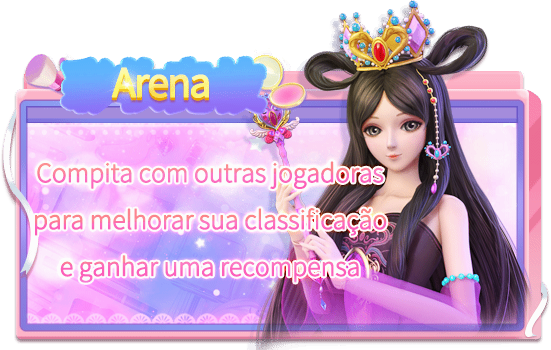 Arena
Compita com outras jogadoras
para melhorar sua classificação
e ganhar uma recompensa